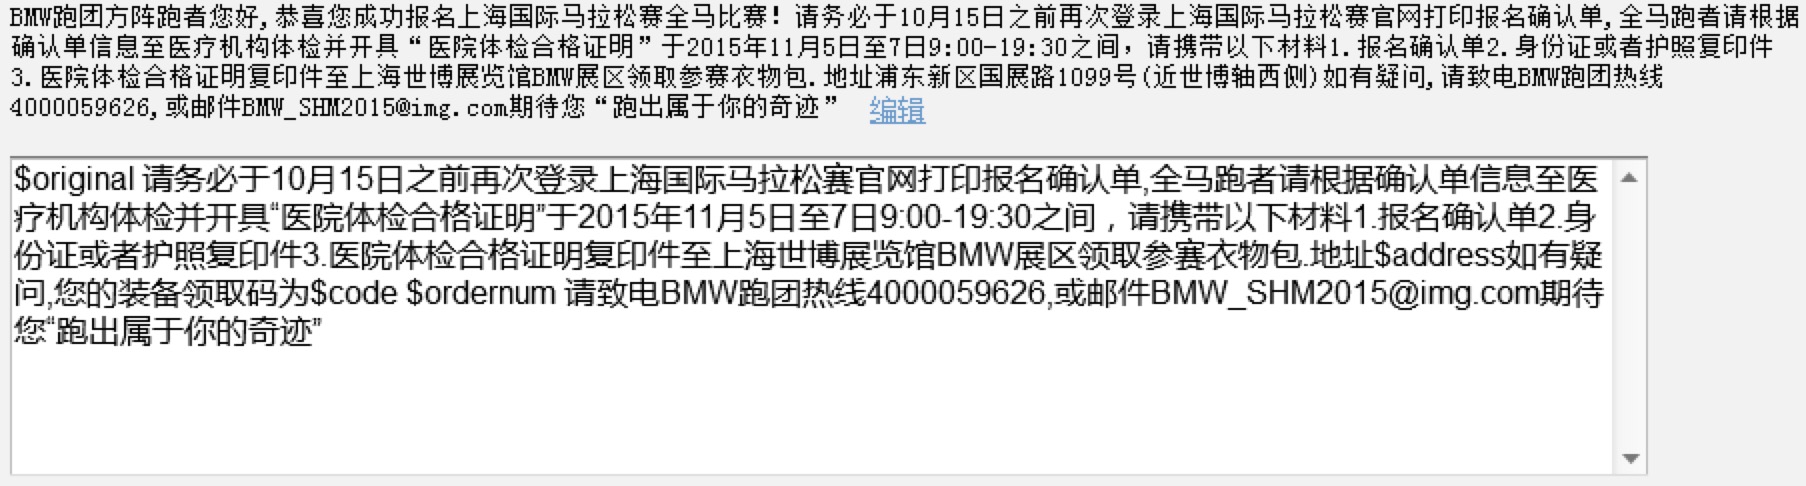 BMW跑团方阵跑者您好,恭喜您成功报名上海国际马拉松赛全马比赛! 请务必于10月15日之前再次登录上海国际马拉松赛官网打印报名确认单,全马跑者请根据
确认单信息至医疗机构体检并开具“医院体检合格证明”于2015年11月5日至7日9:00-19:30之间，请携带以下材料1.报名确认单2.身份证或者护照复印件
3.医院体检合格证明复印件至上海世博展览馆BMW展区领取参赛衣物包.地址浦东新区国展路1099号(近世博轴西侧)如有疑问,请致电BMW跑团热线
4000059626,或邮件BMW_SHM2015@img.com期待您“跑出属于你的奇迹” 编辑
$original 请务必于10月15日之前再次登录上海国际马拉松赛官网打印报名确认单,全马跑者请根据确认单信息至医
疗机构体检并开具“医院体检合格证明”于2015年11月5日至7日9:00-19:30之间，请携带以下材料1.报名确认单2.身
份证或者护照复印件3.医院体检合格证明复印件至上海世博展览馆BMW展区领取参赛衣物包.地址$address如有疑
问,您的装备领取码为$code $ordernum 请致电BMW跑团热线4000059626,或邮件BMW_SHM2015@img.com期待
您“跑出属于你的奇迹”